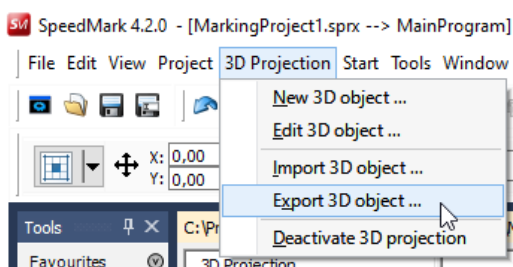 SM SpeedMark 4.2.0 - [MarkingProject1.sprx --> MainProgram]
File Edit View Project 3D Projection Start Tools Window
New 3D object ...
Edit 3D object ...
X: 0,00
Import 3D object ...
Y: 0,00
Export 3D object ...
Tools
C:\Pr
Deactivate 3D projection
Favourites
3D Projection